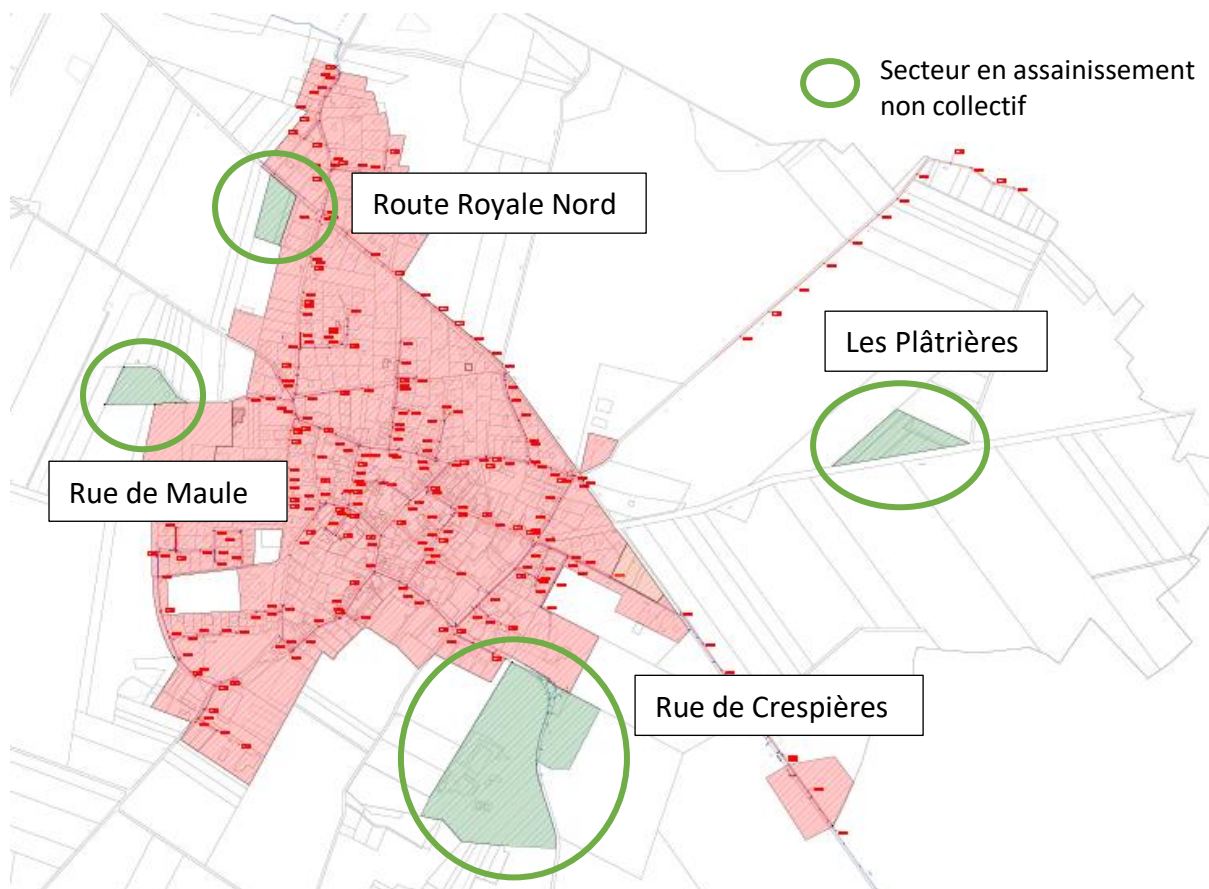 Secteur en assainissement
non collectif
Route Royale Nord
Les Plâtrières
Rue de Maule
Rue de Crespières